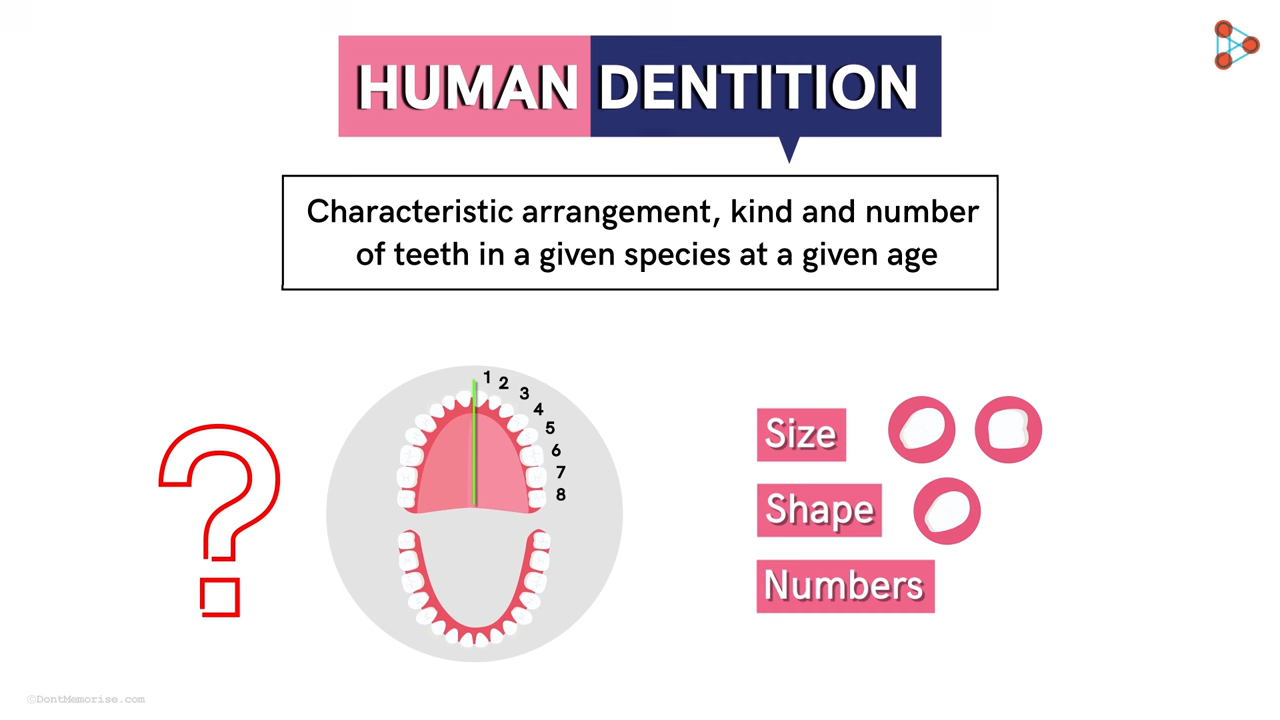 HUMAN DENTITION
Characteristic arrangement, kind and number
of teeth in a given species at a given age
?
1
2
3
4
5
6
7
8
Size
Shape
Numbers
©DontMemorise.com